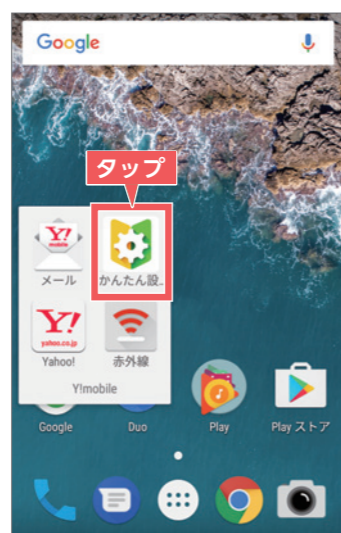 Google
タップ
Y!
mobile
メール
かんたん設..
Y!
yahoo.co.jp
Yahoo!
赤外線
Y!mobile
Google
Duo
Play
Play ストア